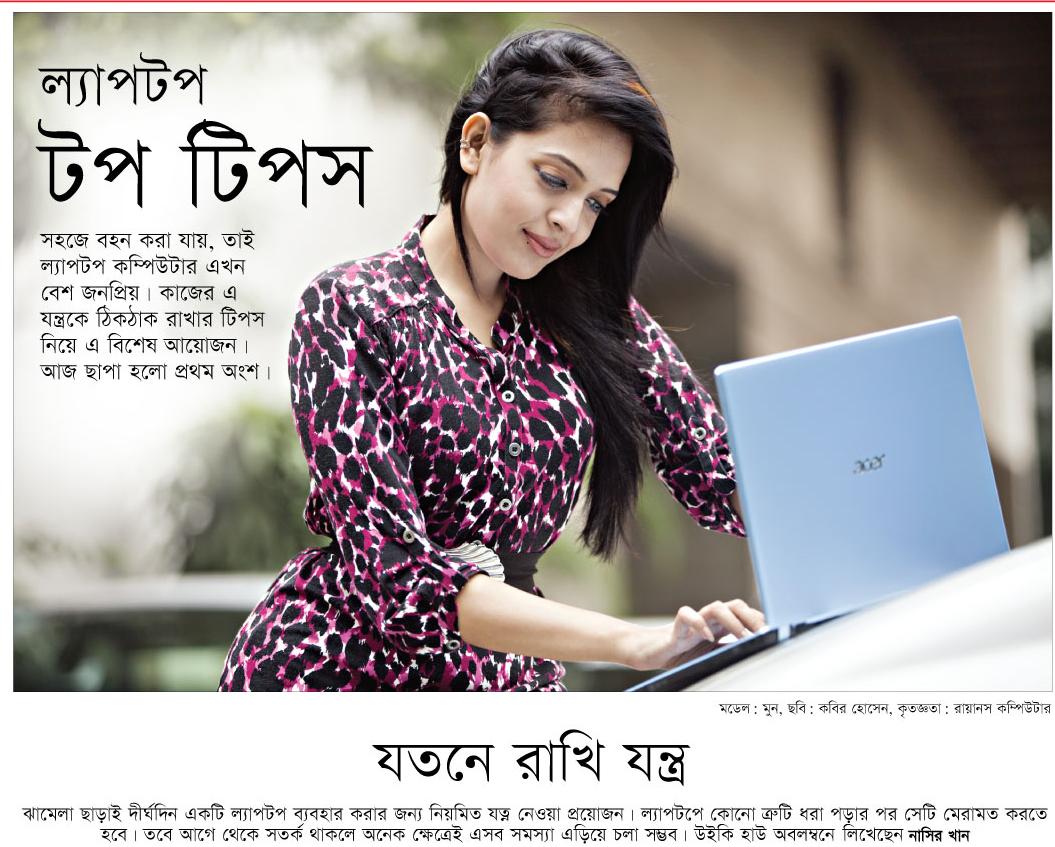 ল্যাপটপ
টপ টিপস
সহজে বহন করা যায়, তাই
ল্যাপটপ কম্পিউটার এখন
বেশ জনপ্রিয়। কাজের এ
যন্ত্রকে ঠিকঠাক রাখার টিপস
নিয়ে এ বিশেষ আয়োজন।
আজ ছাপা হলো প্রথম অংশ।
acer
মডেল : মুন, ছবি : কবির হোসেন, কৃতজ্ঞতা : রায়ানস কম্পিউটার
যতনে রাখি যন্ত্র
ঝামেলা ছাড়াই দীর্ঘদিন একটি ল্যাপটপ ব্যবহার করার জন্য নিয়মিত যত্ন নেওয়া প্রয়োজন। ল্যাপটপে কোনো ত্রুটি ধরা পড়ার পর সেটি মেরামত করতে
হবে। তবে আগে থেকে সতর্ক থাকলে অনেক ক্ষেত্রেই এসব সমস্যা এড়িয়ে চলা সম্ভব। উইকি হাউ অবলম্বনে লিখেছেন নাসির খান